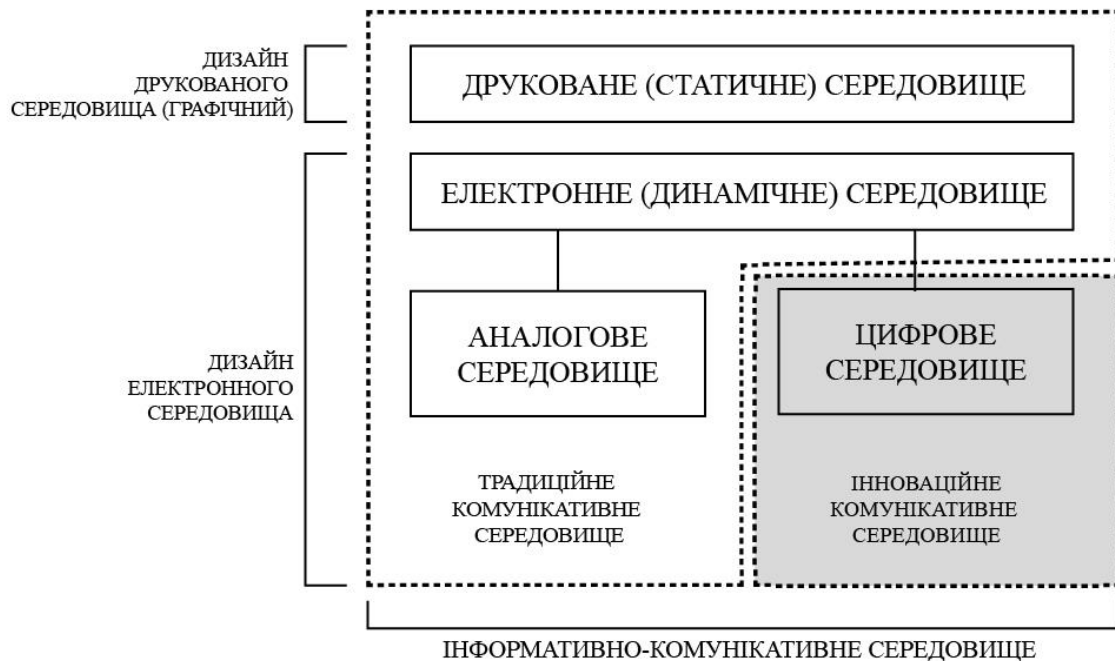 ДИЗАЙН
ДРУКОВАНОГО
СЕРЕДОВИЩА (ГРАФІЧНИЙ)
ДРУКОВАНЕ (СТАТИЧНЕ) СЕРЕДОВИЩЕ
ЕЛЕКТРОННЕ (ДИНАМІЧНЕ) СЕРЕДОВИЩЕ
АНАЛОГОВЕ
СЕРЕДОВИЩЕ
ЦИФРОВЕ
СЕРЕДОВИЩЕ
ДИЗАЙН
ЕЛЕКТРОННОГО
СЕРЕДОВИЩА
ТРАДИЦІЙНЕ
КОМУНІКАТИВНЕ
СЕРЕДОВИЩЕ
ІННОВАЦІЙНЕ
КОМУНІКАТИВНЕ
СЕРЕДОВИЩЕ
ІНФОРМАТИВНО-КОМУНІКАТИВНЕ СЕРЕДОВИЩЕ